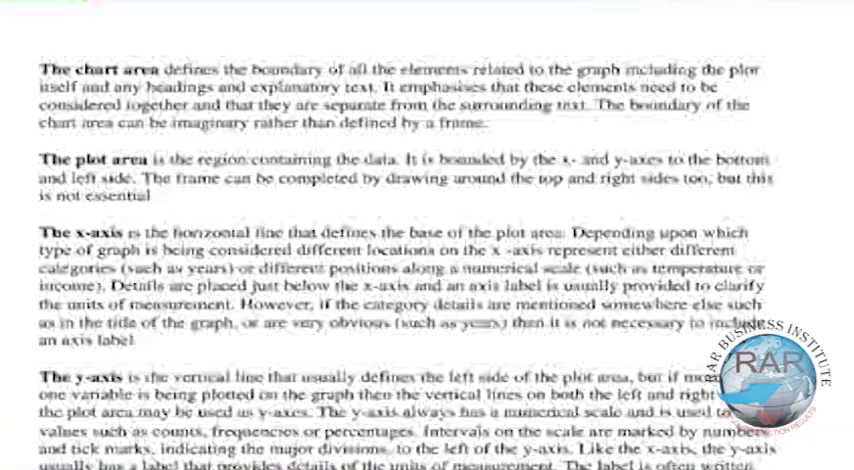 The chart area defines the boundary of all the elements related to the graph including the plot
itself and any headings and explanatory text. It emphasises that these elements need to be
considered together and that they are separate from the surrounding text. The boundary of the
chart area can be imaginary rather than defined by a frame.
The plot area is the region containing the data. It is bounded by the x- and y-axes to the bottom
and left side. The frame can be completed by drawing around the top and right sides too, but this
is not essential
The x-axis is the horizontal line that defines the base of the plot area. Depending upon which
type of graph is being considered different locations on the x -axis represent either different
categories (such as years) or different positions along a numerical scale (such as temperature or
income). Details are placed just below the x-axis and an axis label is usually provided to clarify
the units of measurement. However, if the category details are mentioned somewhere else such
as in the title of the graph, or are very obvious (such as years) then it is not necessary to include
an axis label
The y-axis is the vertical line that usually defines the left side of the plot area, but if
one variable is being plotted on the graph then the vertical lines on both the left and right
the plot area may be used as y-axes. The y-axis always has a numerical scale and is used to
values such as counts, frequencies or percentages. Intervals on the scale are marked by numbers
and tick marks, indicating the major divisions, to the left of the y-axis. Like the x-axis, the y-axis
usually has a label that provides details of the units of measurement. The label is often written
RAR BUSINESS INSTITUTE
RAR
RESULTS